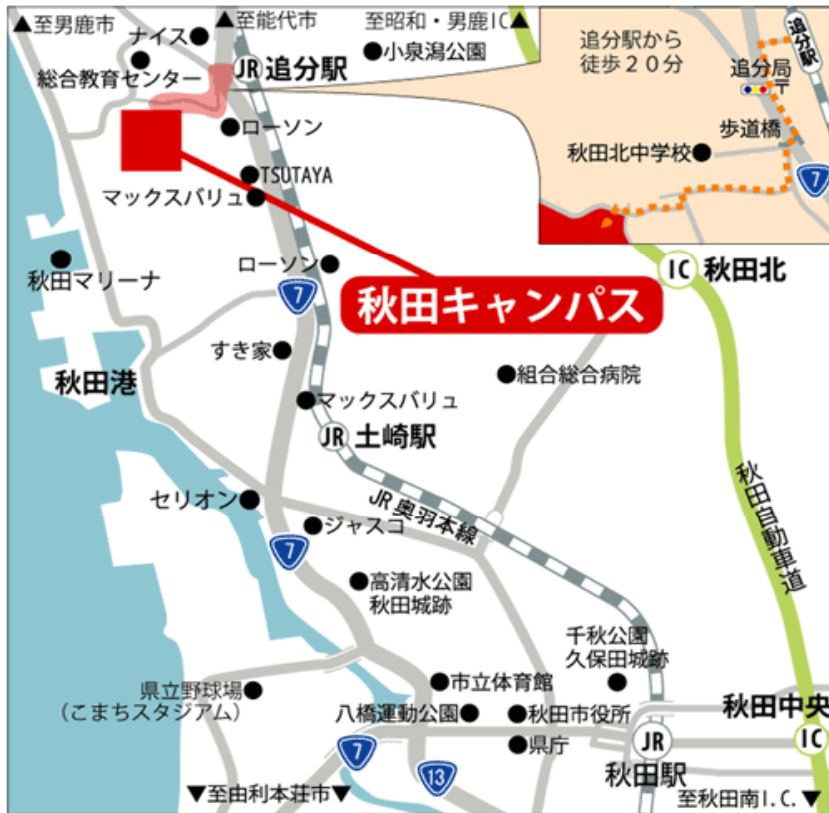 ▲至男鹿市
▲至能代市
至昭和・男鹿IC▲
ナイス
総合教育センター
JR 追分駅
小泉潟公園
ローソン
TSUTAYA
マックスバリュ
追分駅から
徒歩２０分
追分駅
追分局
〒
歩道橋
秋田北中学校
7
秋田マリーナ
ローソン
7
秋田キャンパス
IC 秋田北
すき家
秋田港
組合総合病院
マックスバリュ
JR 土崎駅
セリオン
JR奥羽本線
秋田自動車道
ジャスコ
7
高清水公園
秋田城跡
千秋公園
久保田城跡
県立野球場
（こまちスタジアム）
市立体育館
八橋運動公園
秋田市役所
県庁
秋田中央
IC
7
13
JR
秋田駅
▼至由利本荘市▼
至秋田南I.C.▼